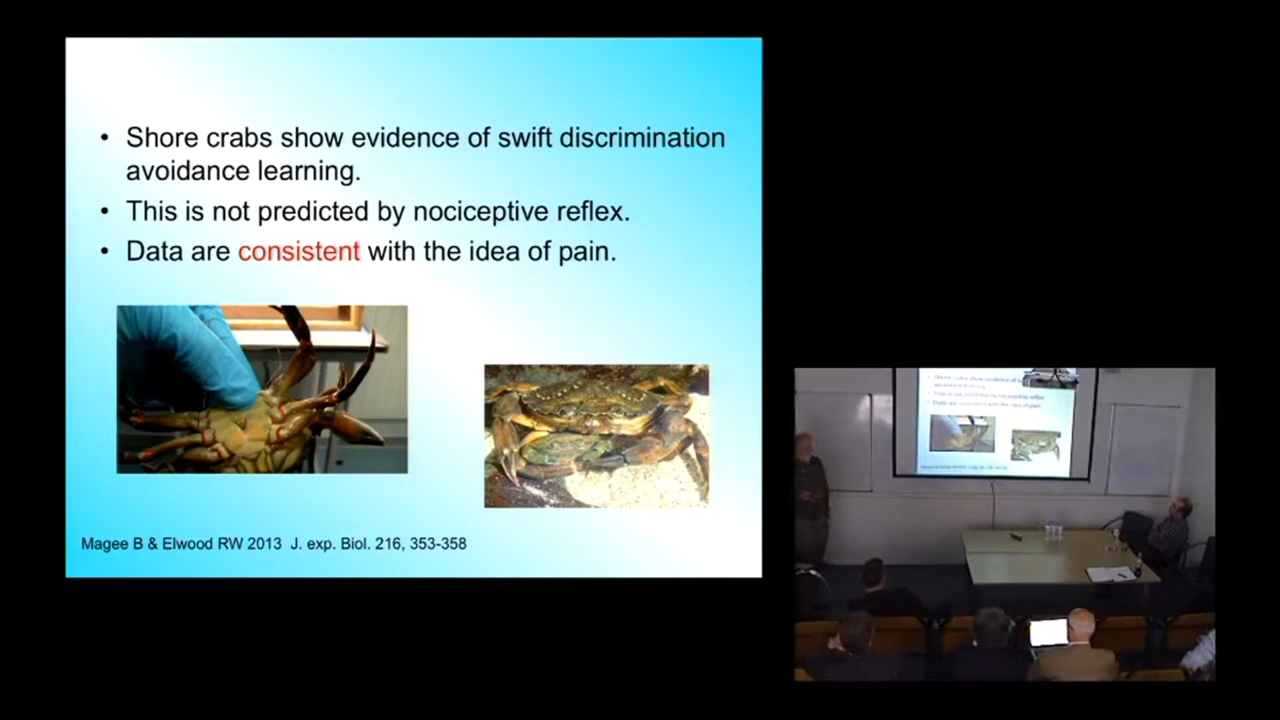 • Shore crabs show evidence of swift discrimination
avoidance learning.
• This is not predicted by nociceptive reflex.
• Data are consistent with the idea of pain.
Magee B & Elwood RW 2013 J. exp. Biol. 216, 353-358